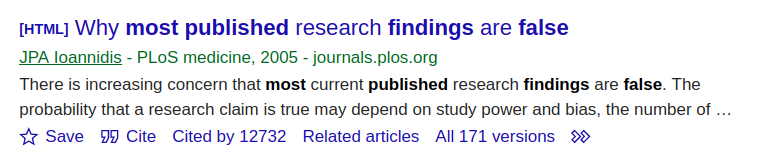 [HTML] Why most published research findings are false
JPA Ioannidis - PLoS medicine, 2005 - journals.plos.org
There is increasing concern that most current published research findings are false. The
probability that a research claim is true may depend on study power and bias, the number of …
Save Cite Cited by 12732 Related articles All 171 versions